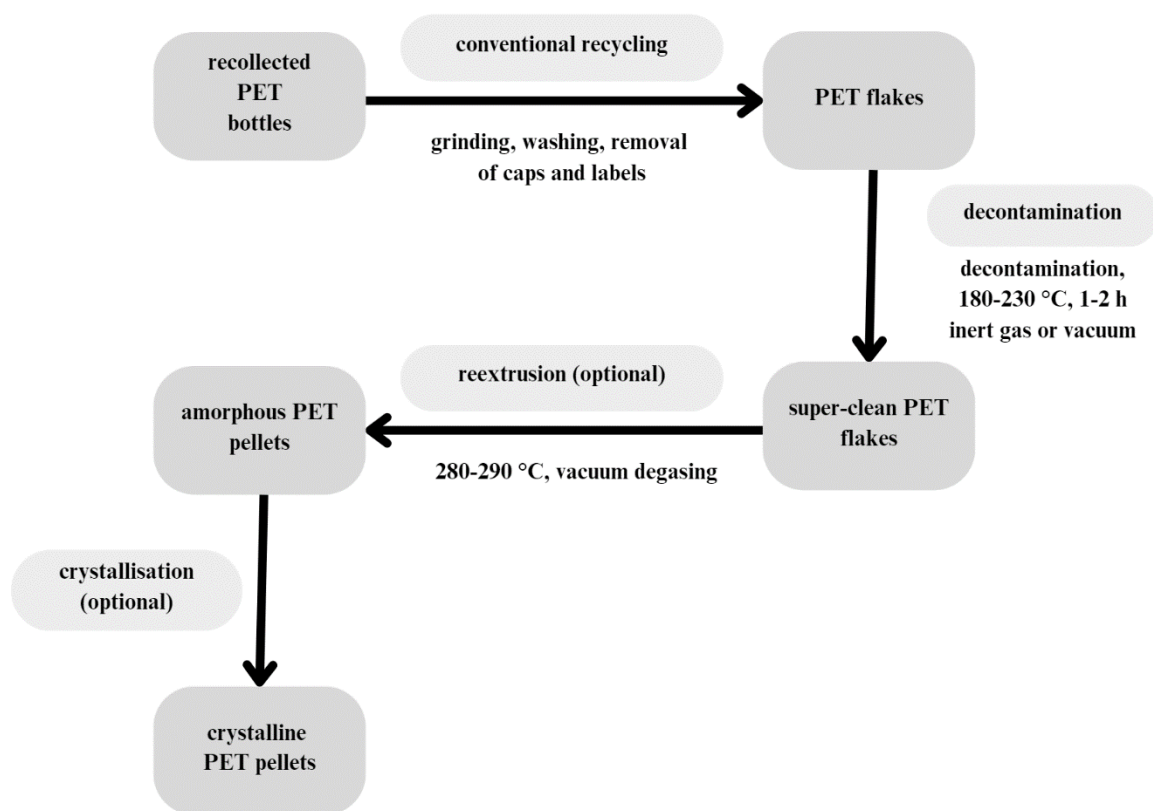 recollected
PET
bottles
conventional recycling
grinding, washing, removal
of caps and labels
PET flakes
decontamination
decontamination,
180-230 °C, 1-2 h
inert gas or vacuum
super-clean PET
flakes
reextrusion (optional)
280-290 °C, vacuum degasing
amorphous PET
pellets
crystallisation
(optional)
crystalline
PET pellets